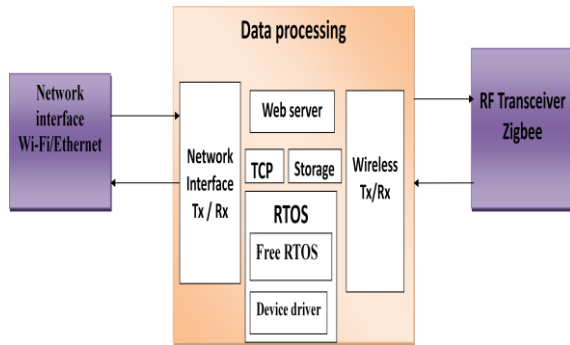 Data processing
Network
interface
Wi-Fi/Ethernet
Network
Interface
Tx / Rx
Web server
TCP
Storage
RTOS
Free RTOS
Device driver
Wireless
Tx/Rx
RF Transceiver
Zigbee